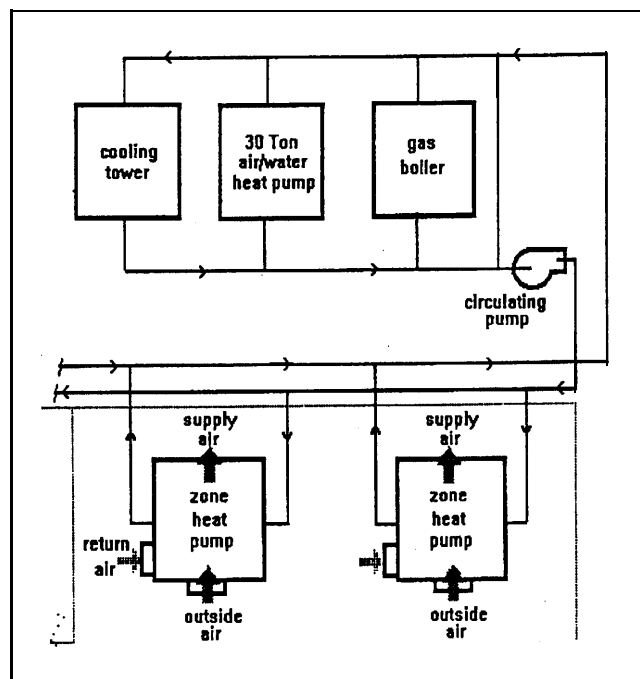 cooling
tower
30 Ton
air/water
heat pump
gas
boiler
circulating
pump
supply
air
supply
air
zone
heat
pump
zone
heat
pump
return
air
outside
air
outside
air